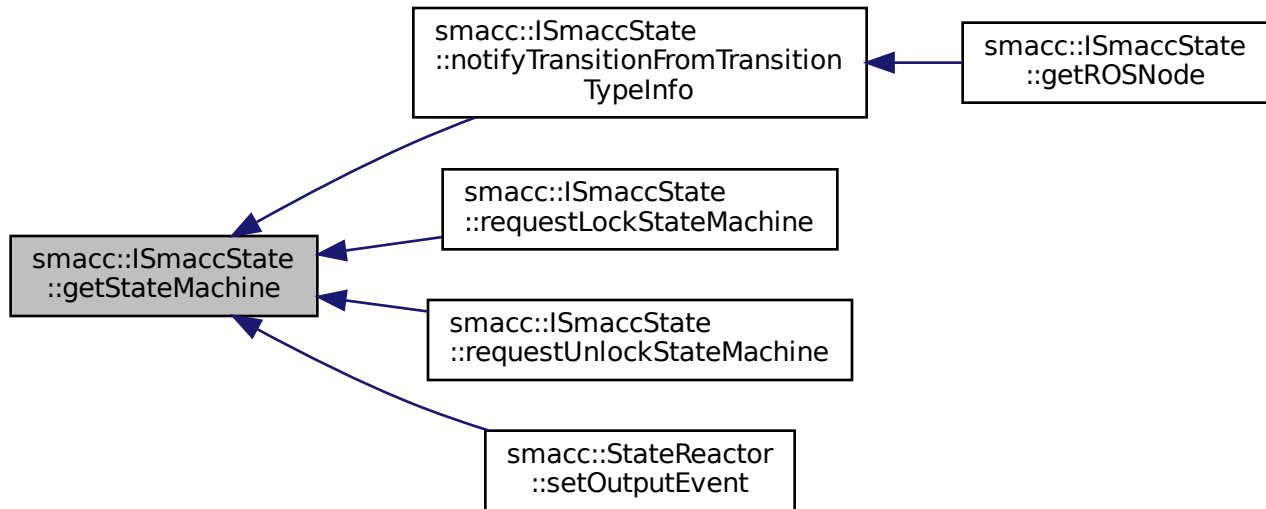 smacc::ISmaccState
::notifyTransitionFromTransition
TypeInfo
smacc::ISmaccState
::getROSNode
smacc::ISmaccState
::requestLockStateMachine
smacc::ISmaccState
::getStateMachine
smacc::ISmaccState
::requestUnlockStateMachine
smacc::StateReactor
::setOutputEvent